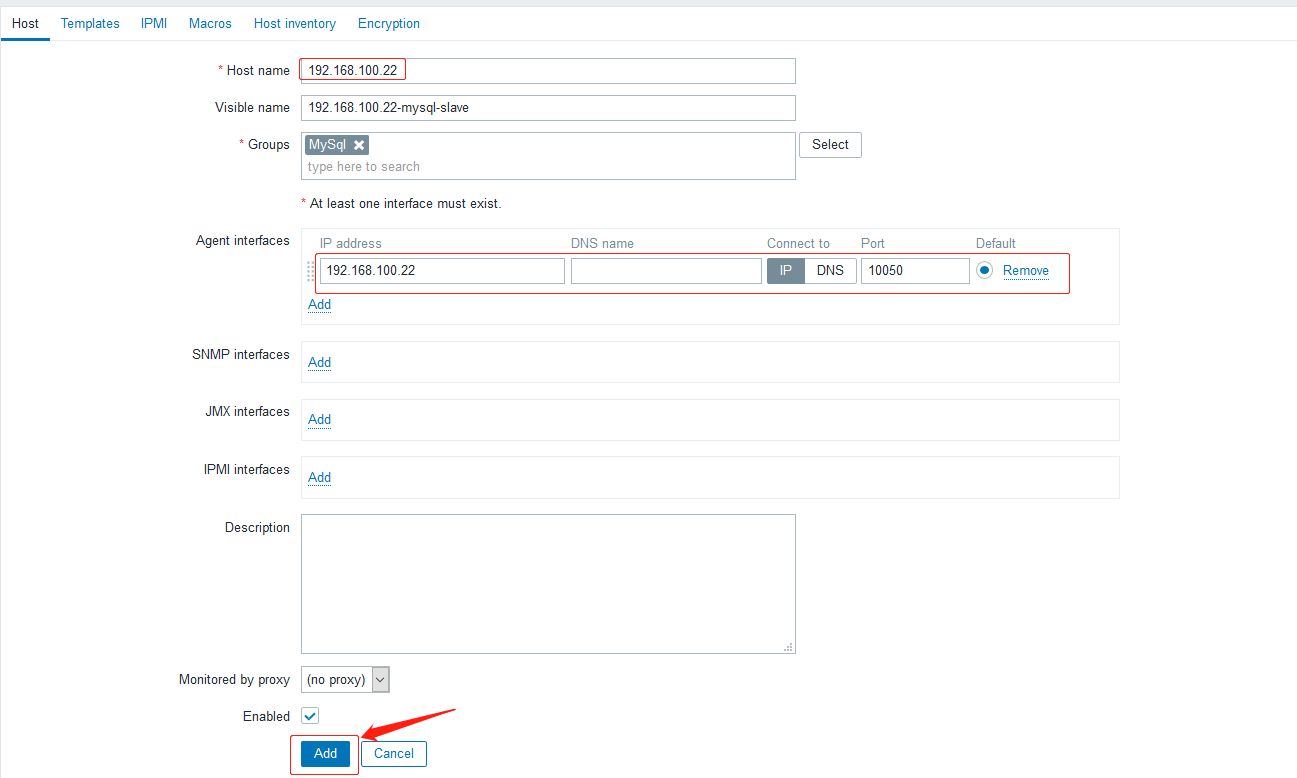 Host Templates IPMI Macros Host inventory Encryption
* Host name 192.168.100.22
Visible name 192.168.100.22-mysql-slave
* Groups MySql Select
type here to search
* At least one interface must exist.
Agent interfaces IP address DNS name Connect to Port Default
192.168.100.22 IP DNS 10050 Remove
Add
SNMP interfaces Add
JMX interfaces Add
IPMI interfaces Add
Description
Monitored by proxy (no proxy)
Enabled
Add Cancel